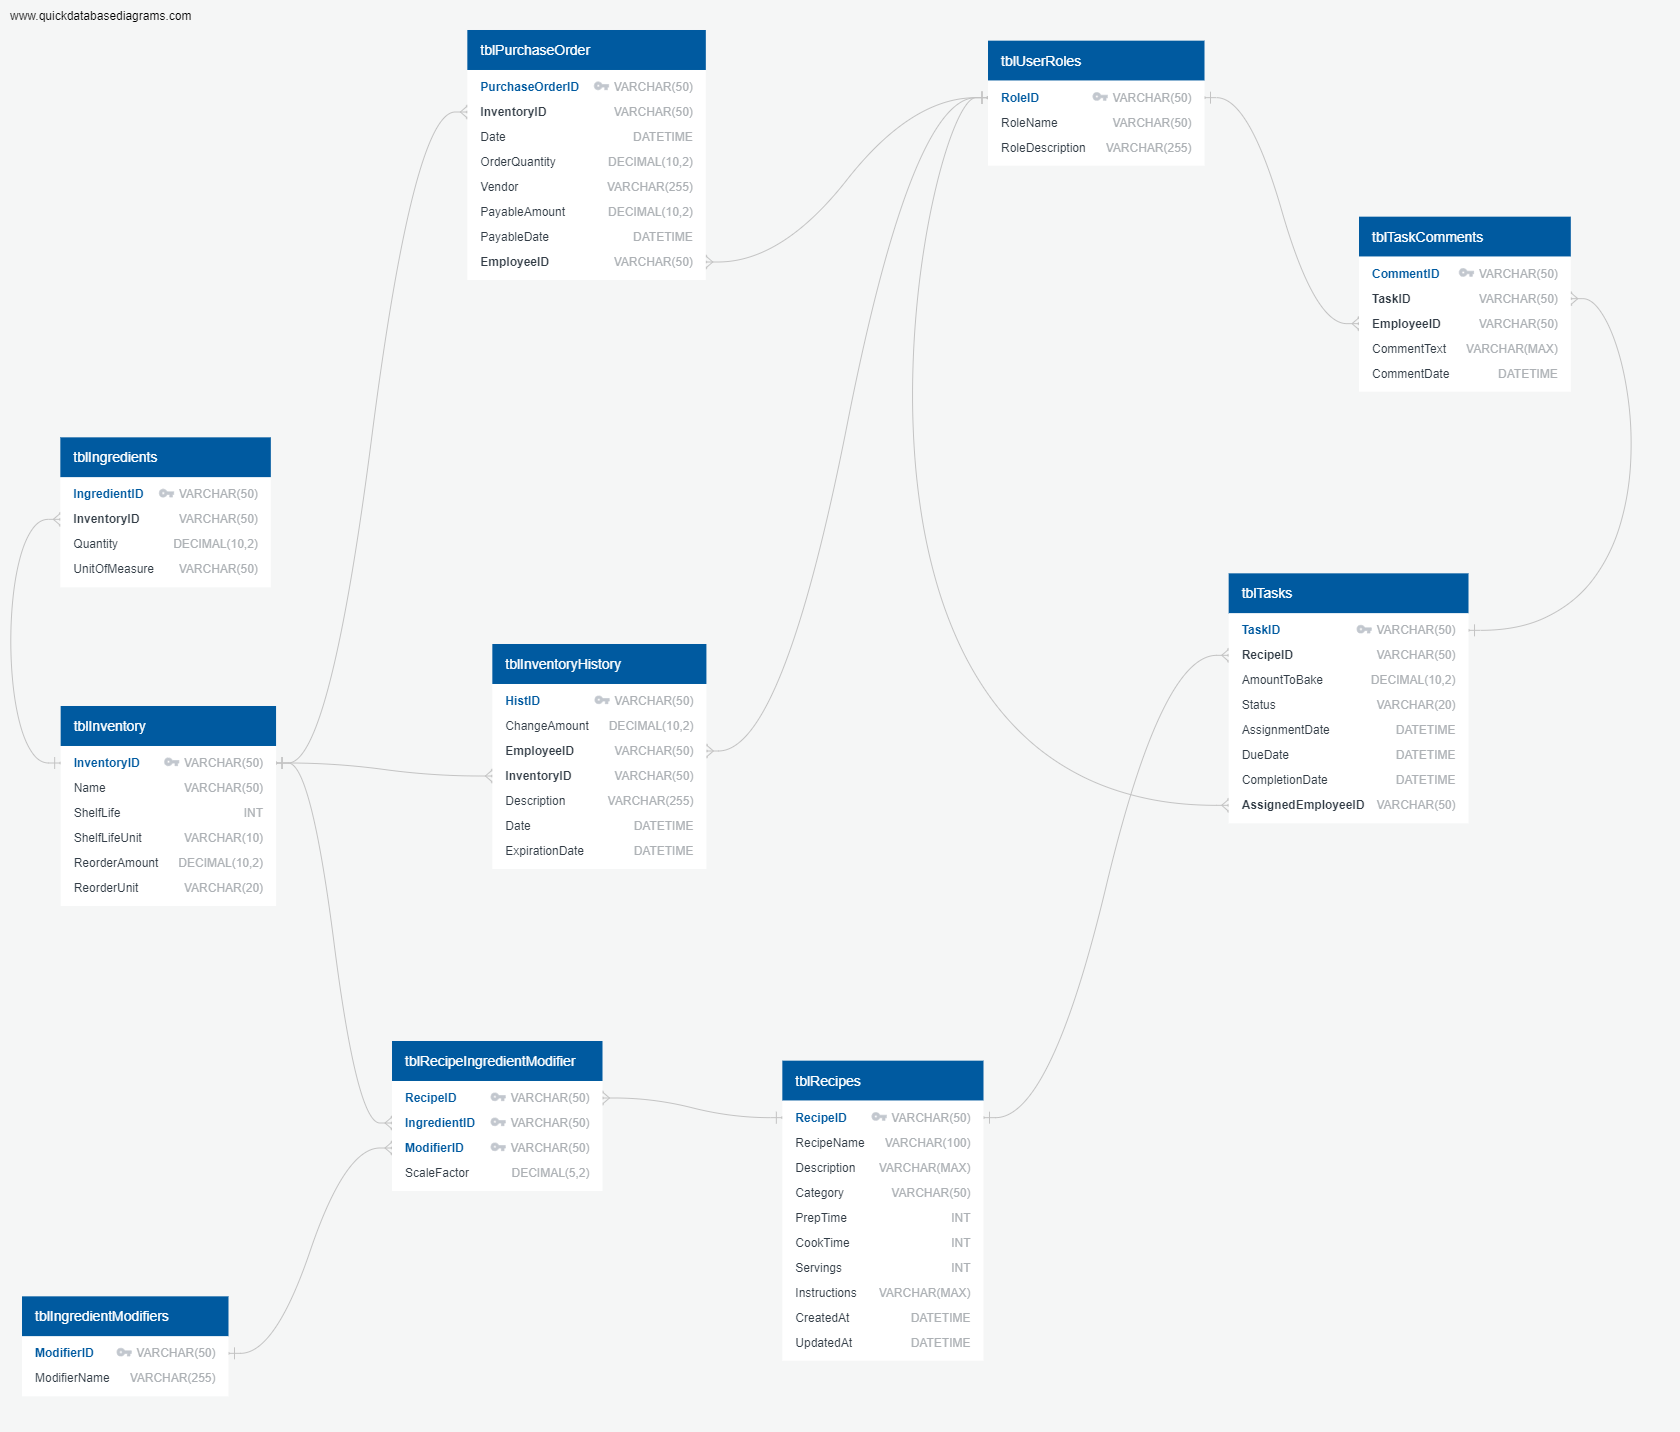 www.quickdatabasediagrams.com
tblPurchaseOrder
PurchaseOrderID VARCHAR(50)
InventoryID VARCHAR(50)
Date DATETIME
OrderQuantity DECIMAL(10,2)
Vendor VARCHAR(255)
PayableAmount DECIMAL(10,2)
PayableDate DATETIME
EmployeeID VARCHAR(50)
tblUserRoles
RoleID VARCHAR(50)
RoleName VARCHAR(50)
RoleDescription VARCHAR(255)
tblTaskComments
CommentID VARCHAR(50)
TaskID VARCHAR(50)
EmployeeID VARCHAR(50)
CommentText VARCHAR(MAX)
CommentDate DATETIME
tblIngredients
IngredientID VARCHAR(50)
InventoryID VARCHAR(50)
Quantity DECIMAL(10,2)
UnitOfMeasure VARCHAR(50)
tblTasks
TaskID VARCHAR(50)
RecipeID VARCHAR(50)
AmountToBake DECIMAL(10,2)
Status VARCHAR(20)
AssignmentDate DATETIME
DueDate DATETIME
CompletionDate DATETIME
AssignedEmployeeID VARCHAR(50)
tblInventoryHistory
HistID VARCHAR(50)
ChangeAmount DECIMAL(10,2)
EmployeeID VARCHAR(50)
InventoryID VARCHAR(50)
Description VARCHAR(255)
Date DATETIME
ExpirationDate DATETIME
tblInventory
InventoryID VARCHAR(50)
Name VARCHAR(50)
ShelfLife INT
ShelfLifeUnit VARCHAR(10)
ReorderAmount DECIMAL(10,2)
ReorderUnit VARCHAR(20)
tblRecipeIngredientModifier
RecipeID VARCHAR(50)
IngredientID VARCHAR(50)
ModifierID VARCHAR(50)
ScaleFactor DECIMAL(5,2)
tblRecipes
RecipeID VARCHAR(50)
RecipeName VARCHAR(100)
Description VARCHAR(MAX)
Category VARCHAR(50)
PrepTime INT
CookTime INT
Servings INT
Instructions VARCHAR(MAX)
CreatedAt DATETIME
UpdatedAt DATETIME
tblIngredientModifiers
ModifierID VARCHAR(50)
ModifierName VARCHAR(255)